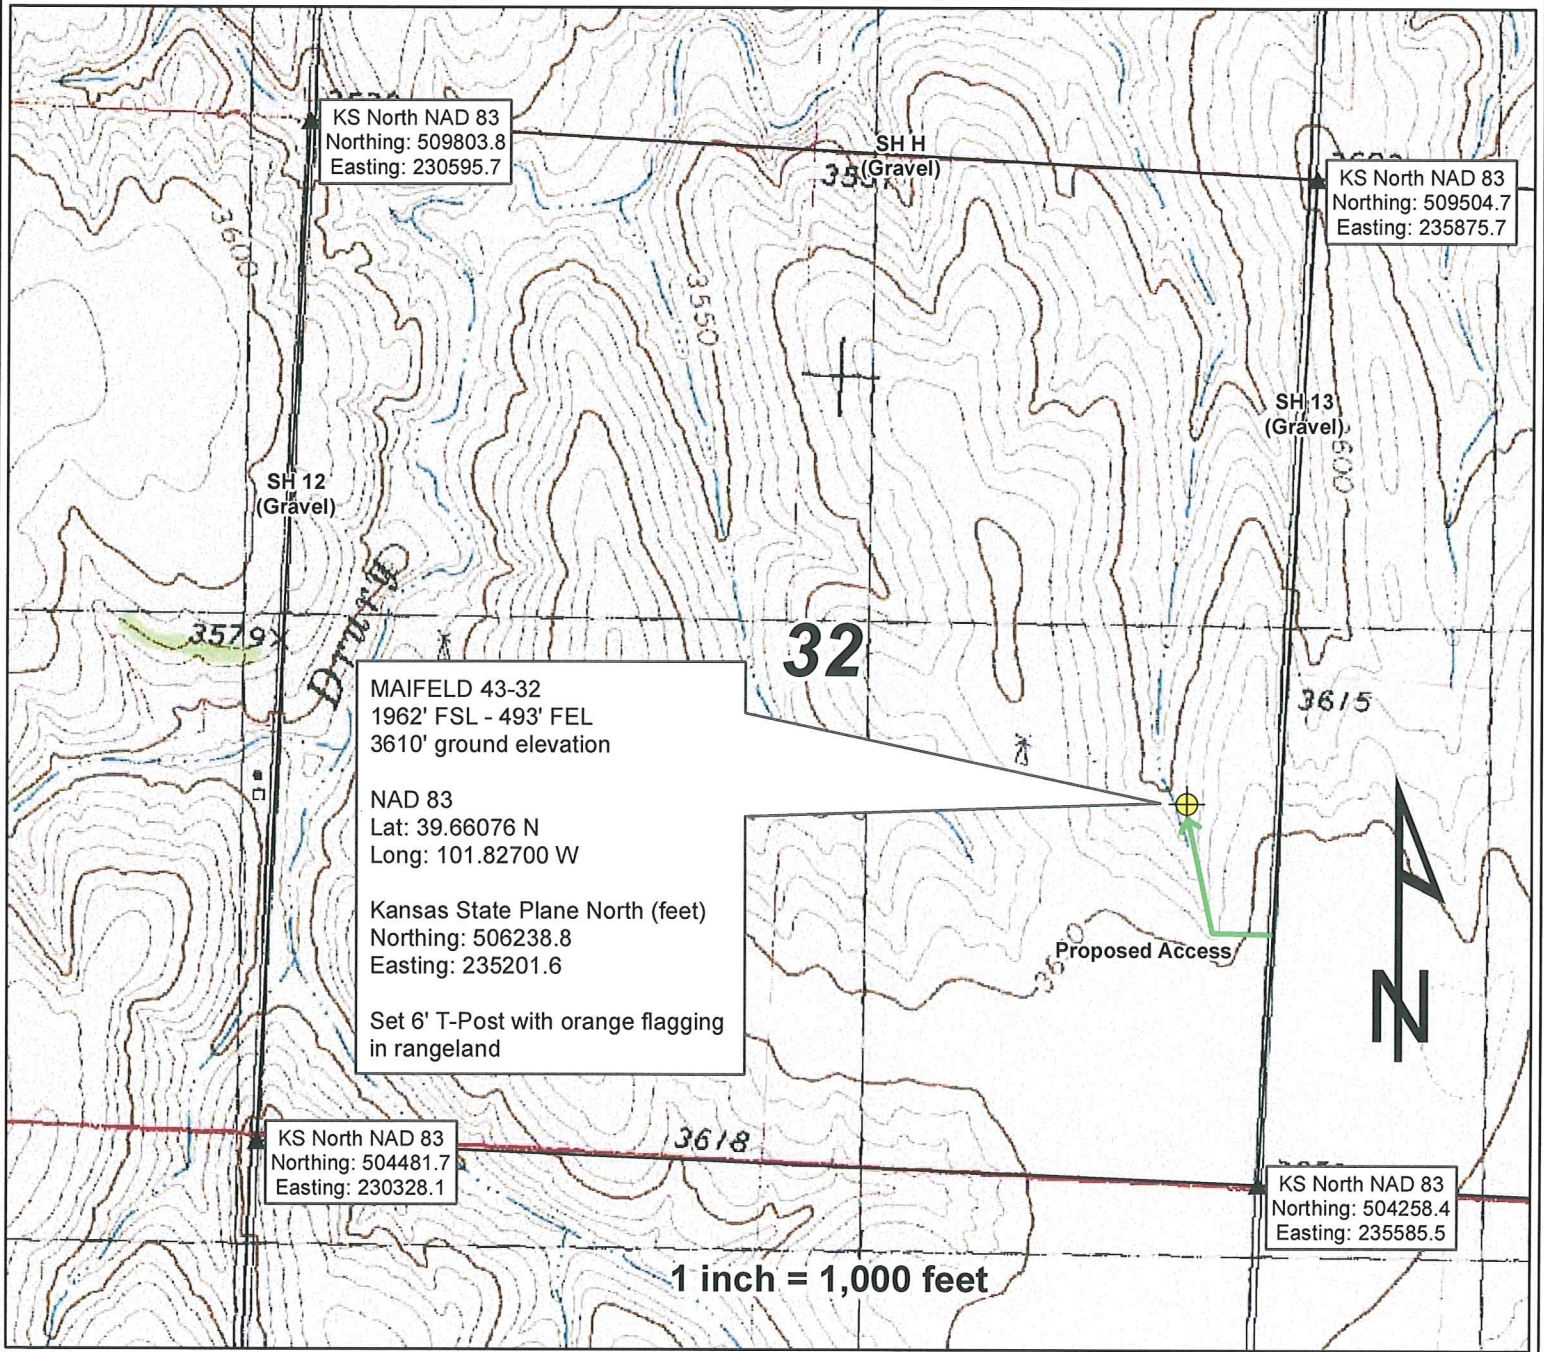 KS North NAD 83
Northing: 509803.8
Easting: 230595.7
SH H
(Gravel)
KS North NAD 83
Northing: 509504.7
Easting: 235875.7
3600
3550
SH 13
(Gravel)
3600
SH 12
(Gravel)
3579
32
MAIFELD 43-32
1962' FSL - 493' FEL
3610' ground elevation
NAD 83
Lat: 39.66076 N
Long: 101.82700 W
Kansas State Plane North (feet)
Northing: 506238.8
Easting: 235201.6
Set 6' T-Post with orange flagging
in rangeland
3615
Proposed Access
N
KS North NAD 83
Northing: 504481.7
Easting: 230328.1
3618
KS North NAD 83
Northing: 504258.4
Easting: 235585.5
1 inch = 1,000 feet